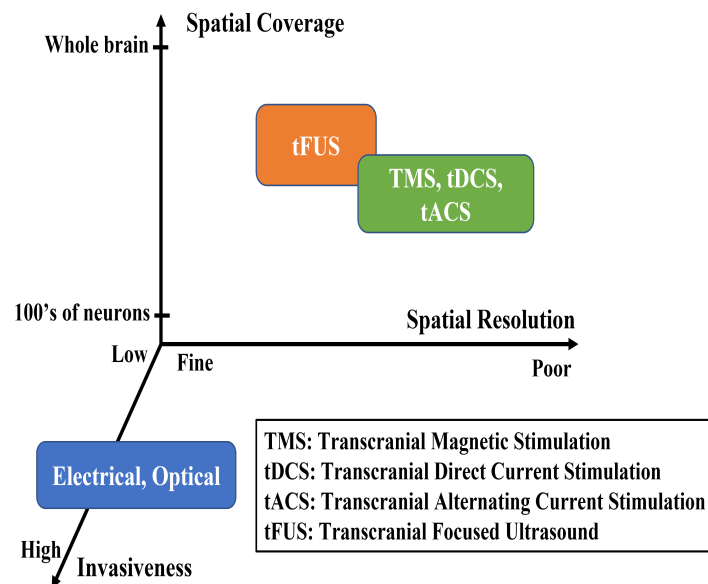 Spatial Coverage
Whole brain
tFUS
TMS, tDCS,
tACS
100's of neurons
Spatial Resolution
Low
Fine
Poor
Electrical, Optical
TMS: Transcranial Magnetic Stimulation
tDCS: Transcranial Direct Current Stimulation
tACS: Transcranial Alternating Current Stimulation
tFUS: Transcranial Focused Ultrasound
High
Invasiveness